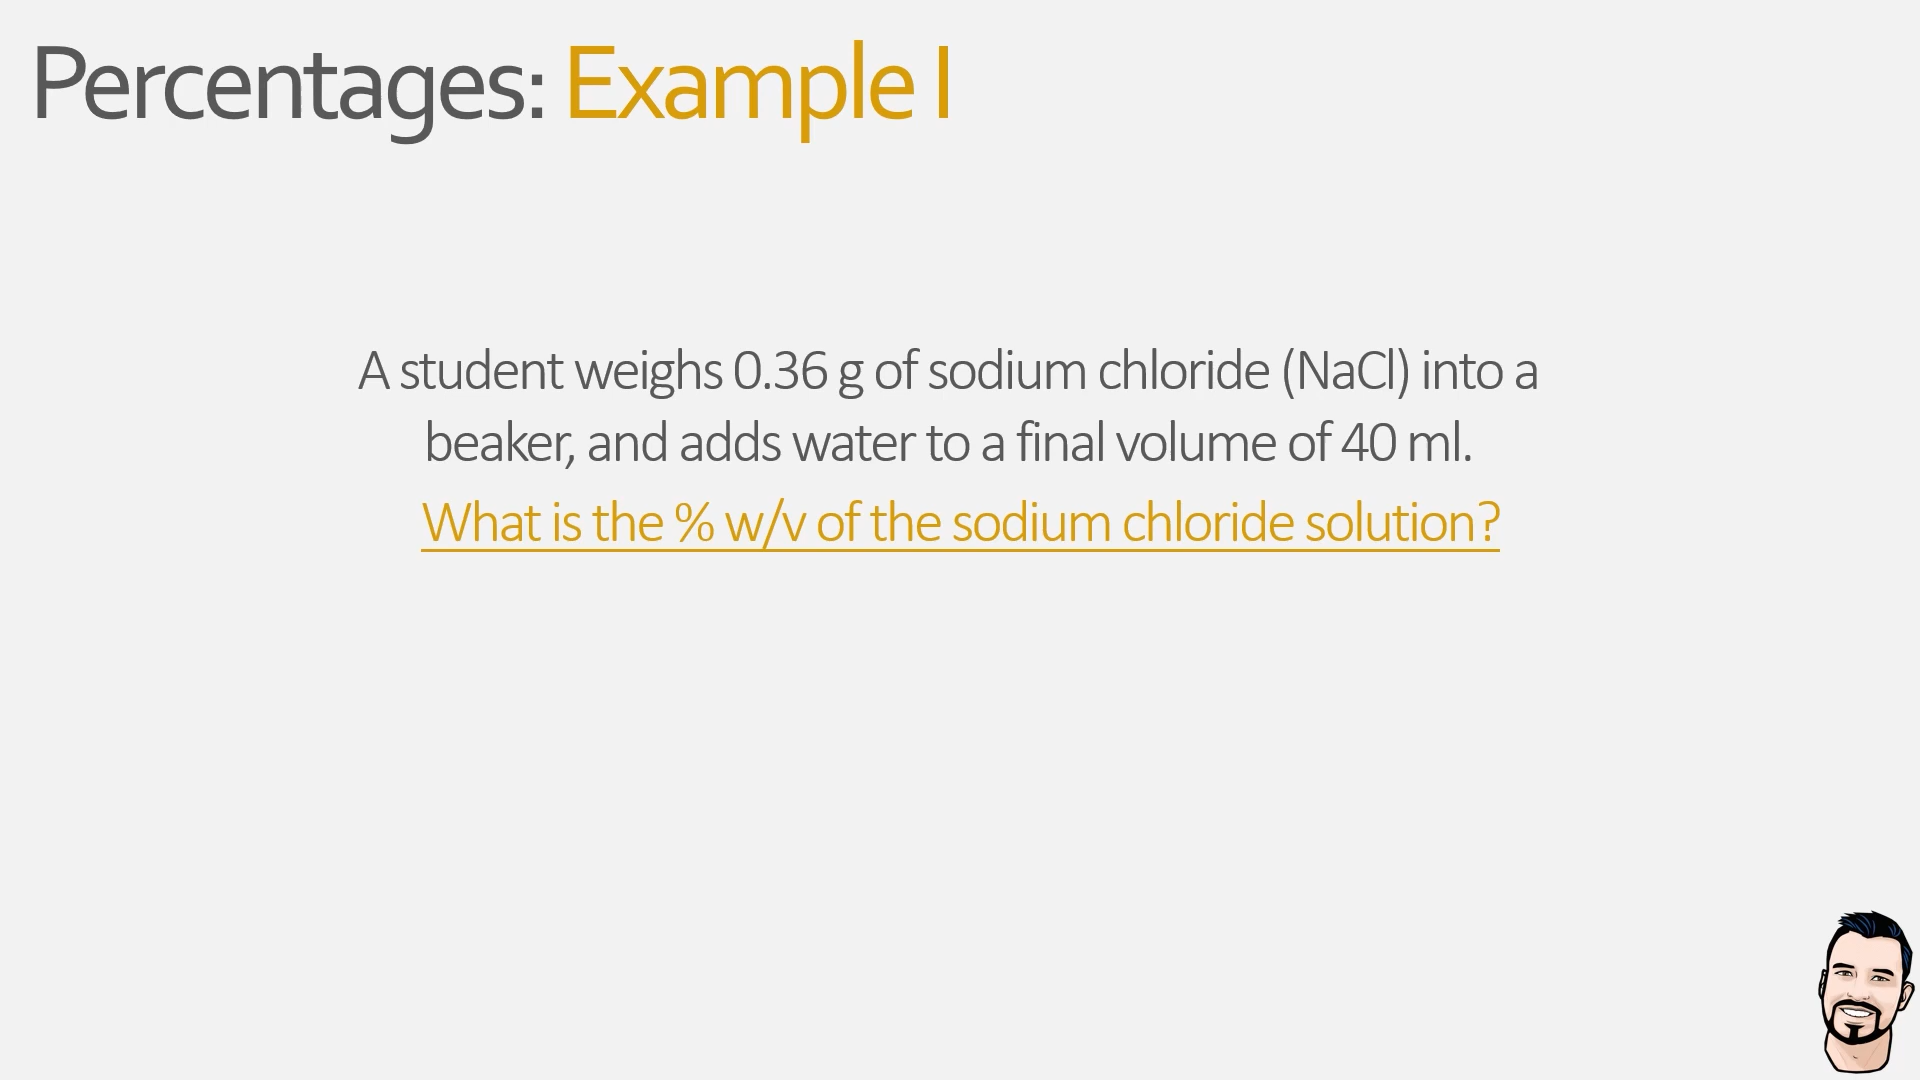 Percentages: Example I
A student weighs 0.36 g of sodium chloride (NaCl) into a
beaker, and adds water to a final volume of 40 ml.
What is the % w/v of the sodium chloride solution?